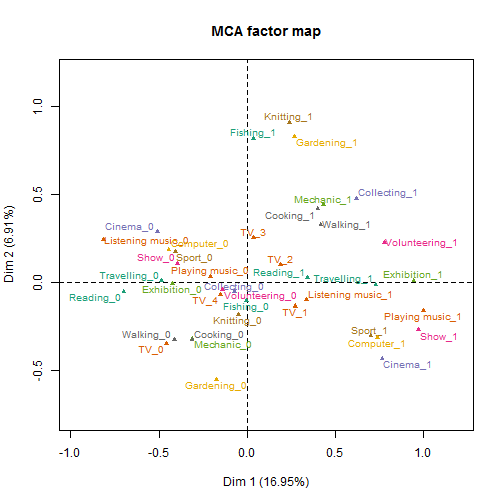 MCA factor map
Knitting_1
Fishing_1
Gardening_1
Mechanic_1
Collecting_1
Cooking_1
Walking_1
Cinema_0
TV_3
Listening music_0
Computer_0
Volunteering_1
Show_0
Sport_0
TV_2
Playing music_0
Travelling_0
Reading_1
Travelling_1
Exhibition_1
Exhibition_0
Collecting_0
Reading_0
Volunteering_0
Listening music_1
TV_4
Fishing_0
TV_1
Playing music_1
Knitting_0
Walking_0
Cooking_0
Sport_1
Show_1
TV_0
Mechanic_0
Computer_1
Cinema_1
Gardening_0
1.0
0.5
0.0
-0.5
Dim 2 (6.91%)
-1.0
-0.5
0.0
0.5
1.0
Dim 1 (16.95%)